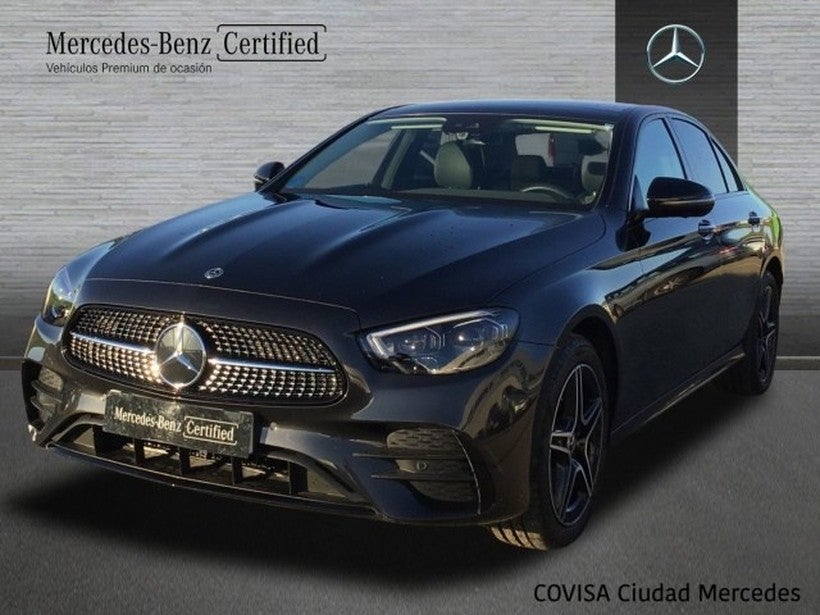 Mercedes-Benz Certified
Vehículos Premium de ocasión
Mercedes-Benz Certified
COVISA Ciudad Mercedes